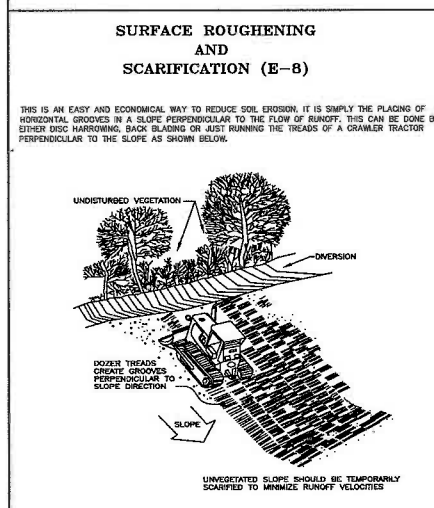 SURFACE ROUGHENING
AND
SCARIFICATION (E-8)
THIS IS AN EASY AND ECONOMICAL WAY TO REDUCE SOIL EROSION. IT IS SIMPLY THE PLACING OF
HORIZONTAL GROOVES IN A SLOPE PERPENDICULAR TO THE FLOW OF RUNOFF. THIS CAN BE DONE B
EITHER DISC HARROWING, BACK BLADING OR JUST RUNNING THE TREADS OF A CRAWLER TRACTOR
PERPENDICULAR TO THE SLOPE AS SHOWN BELOW.
UNDISTURBED VEGETATION
DIVERSION
DOZER TREADS
CREATE GROOVES
PERPENDICULAR TO
SLOPE DIRECTION
SLOPE
UNVEGETATED SLOPE SHOULD BE TEMPORARILY
SCARIFIED TO MINIMIZE RUNOFF VELOCITIES